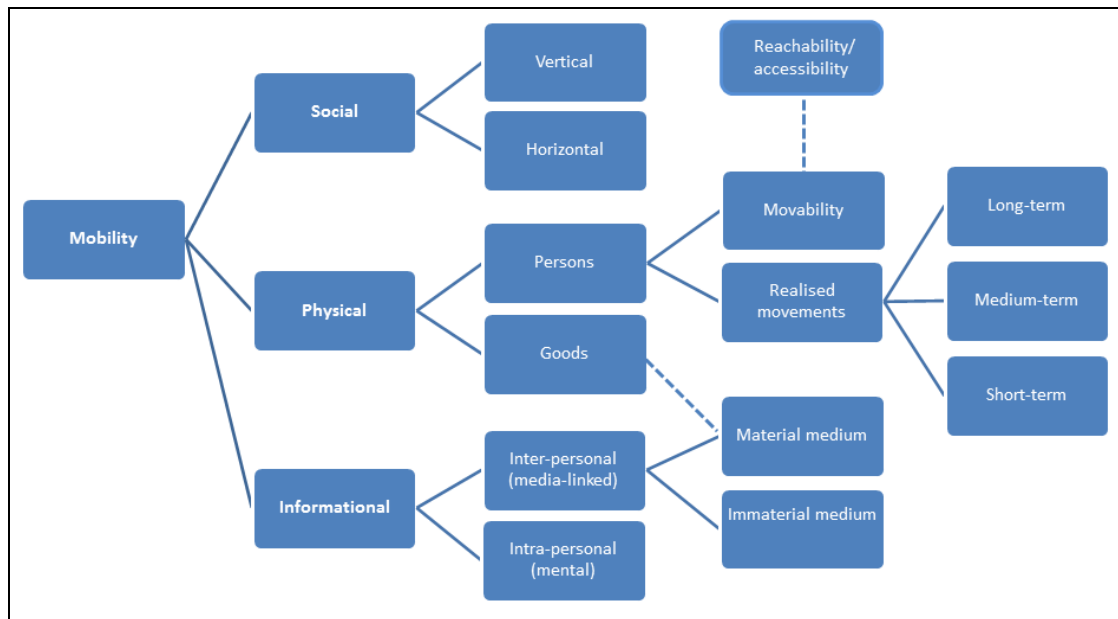 Mobility
Social
Physical
Informational
Vertical
Horizontal
Persons
Goods
Inter-personal
(media-linked)
Intra-personal
(mental)
Reachability/
accessibility
Movability
Realised
movements
Material medium
Immaterial medium
Long-term
Medium-term
Short-term